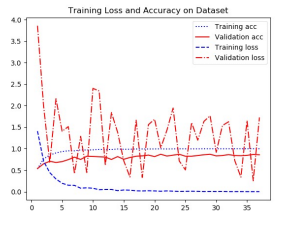 Training Loss and Accuracy on Dataset
4.0
3.5
3.0
2.5
2.0
1.5
1.0
0.5
0.0
Training acc
Validation acc
Training loss
Validation loss
0 5 10 15 20 25 30 35